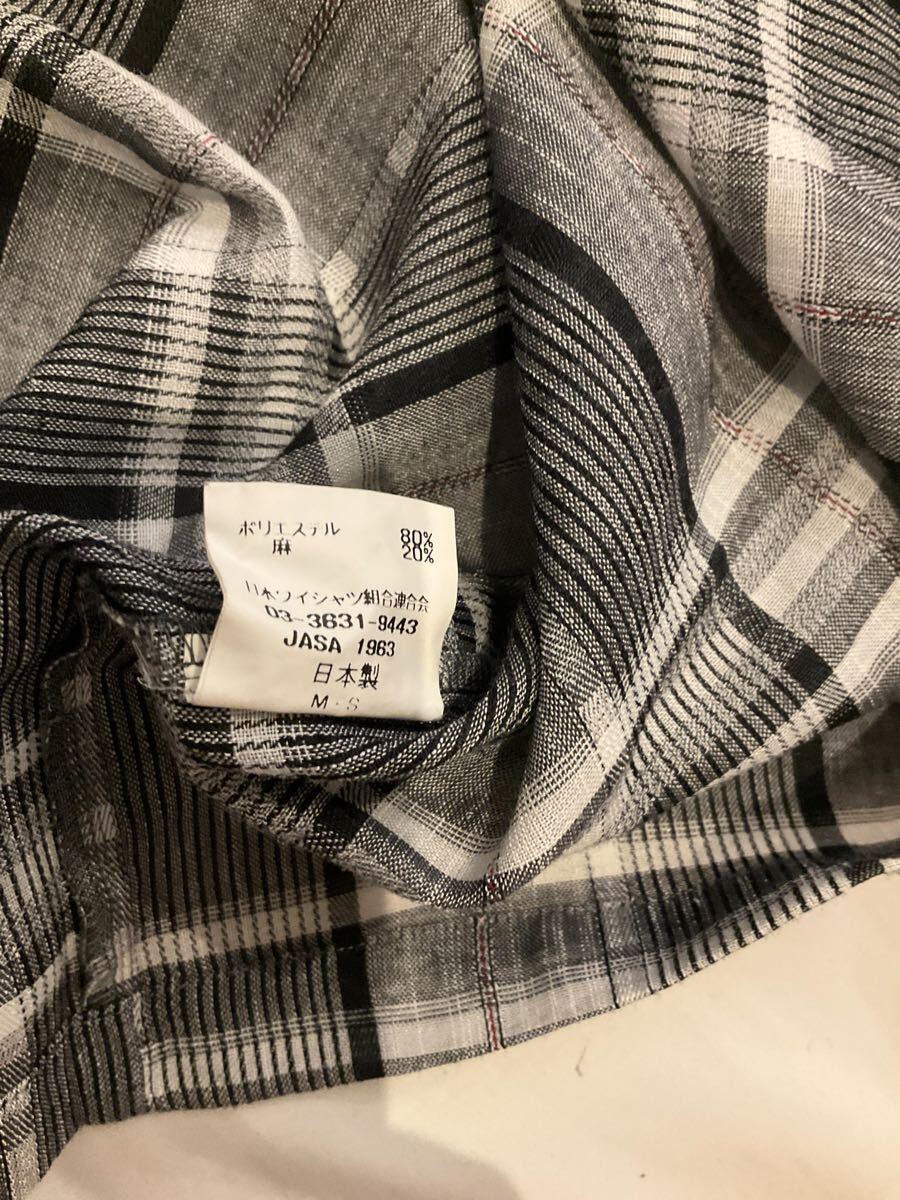 ポリエステル 80%
麻 20%
日本ワイシャツ組合連合会
03-3631-9443
JASA 1963
日本製
M・S